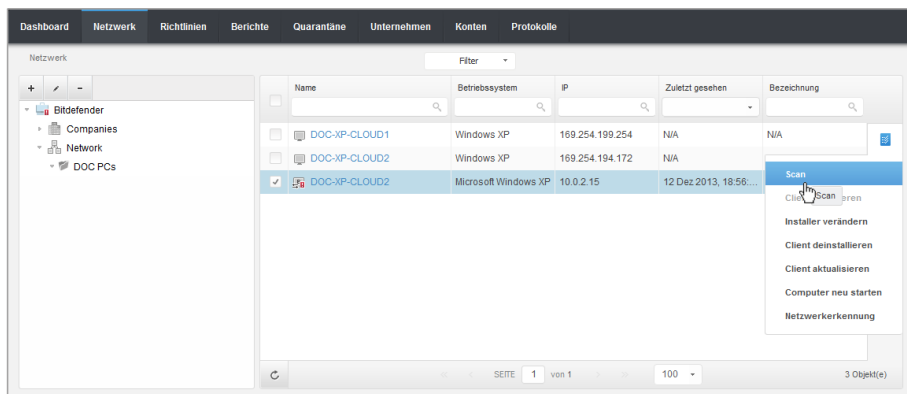 Dashboard Netzwerk Richtlinien Berichte Quarantäne Unternehmen Konten Protokolle
Netzwerk
Filter
Bitdefender
Companies
Network
DOC PCs
Name Betriebssystem IP Zuletzt gesehen Bezeichnung
DOC-XP-CLOUD1 Windows XP 169.254.199.254 N/A N/A
DOC-XP-CLOUD2 Windows XP 169.254.194.172 N/A
DOC-XP-CLOUD2 Microsoft Windows XP 10.0.2.15 12 Dez 2013, 18:56:...
Scan
Scan
Installer verändern
Client deinstallieren
Client aktualisieren
Computer neu starten
Netzwerkerkennung
SEITE 1 von 1 100 3 Objekt(e)